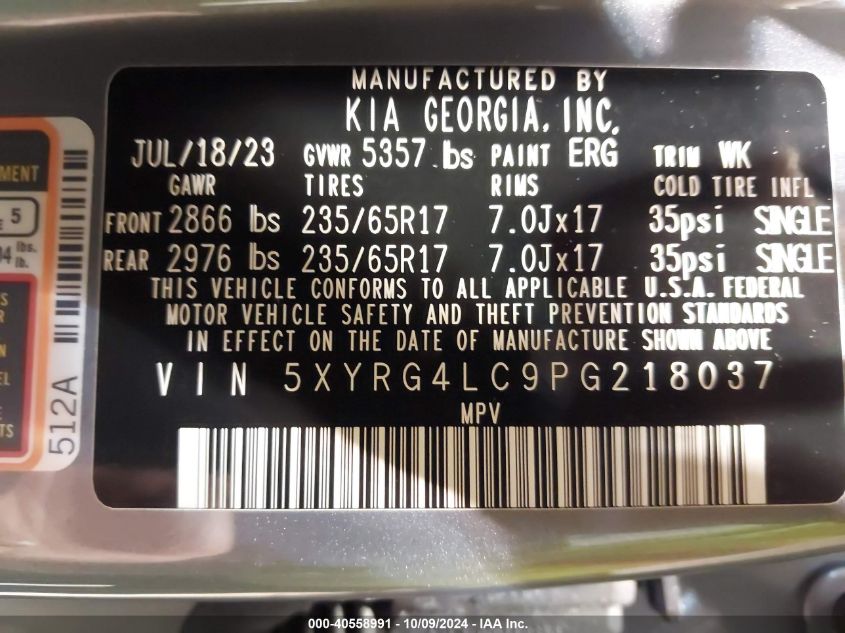 MANUFACTURED BY
KIA GEORGIA, INC.
JUL/18/23 GVWR 5357 lbs PAINT ERG TRIM WK
GAWR TIRES RIMS COLD TIRE INFL
FRONT 2866 lbs 235/65R17 7.0Jx17 35psi SINGLE
REAR 2976 lbs 235/65R17 7.0Jx17 35psi SINGLE
THIS VEHICLE CONFORMS TO ALL APPLICABLE U.S.A. FEDERAL
MOTOR VEHICLE SAFETY AND THEFT PREVENTION STANDARDS
IN EFFECT ON THE DATE OF MANUFACTURE SHOWN ABOVE
VIN 5XYRG4LC9PG218037
MPV
5
lbs.
lb.
512A
000-40558991 - 10/09/2024 - IAA Inc.